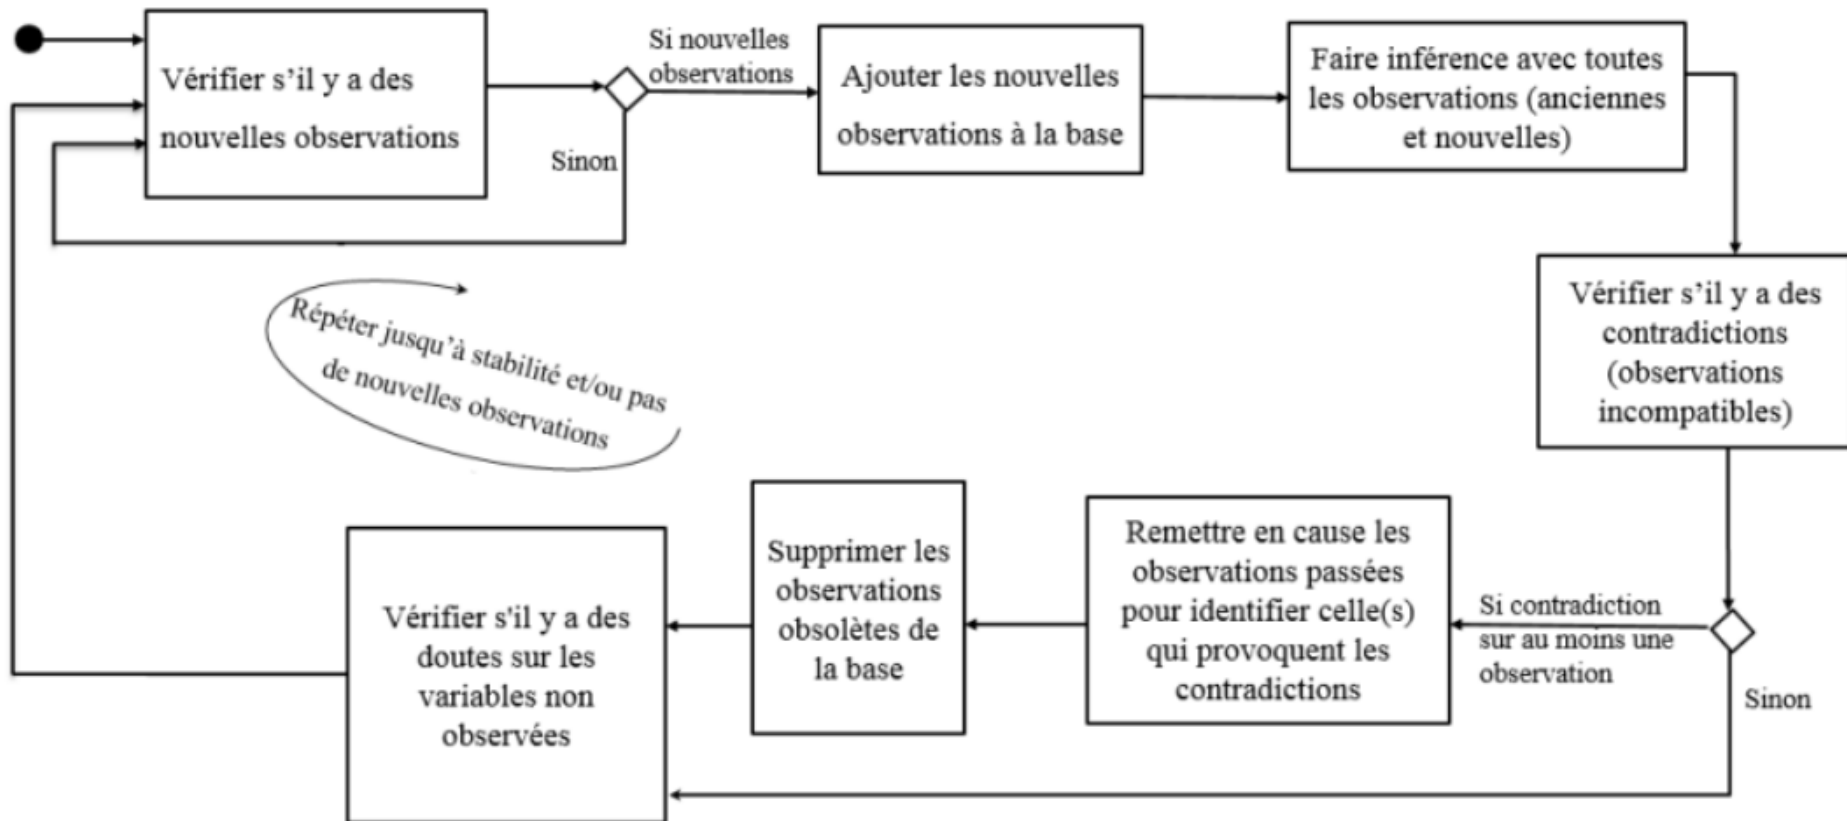 Vérifier s’il y a des
nouvelles observations
Si nouvelles
observations
Sinon
Ajouter les nouvelles
observations à la base
Faire inférence avec toutes
les observations (anciennes
et nouvelles)
Vérifier s’il y a des
contradictions
(observations
incompatibles)
Si contradiction
sur au moins une
observation
Sinon
Remettre en cause les
observations passées
pour identifier celle(s)
qui provoquent les
contradictions
Supprimer les
observations
obsolètes de
la base
Vérifier s'il y a des
doutes sur les
variables non
observées
Répéter jusqu’à stabilité et/ou pas
de nouvelles observations